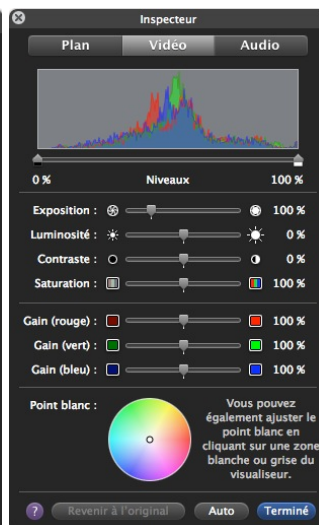 Inspecteur
Plan Vidéo Audio
0 % Niveaux 100 %
Exposition : 100 %
Luminosité : 0 %
Contraste : 0 %
Saturation : 100 %
Gain (rouge) : 100 %
Gain (vert) : 100 %
Gain (bleu) : 100 %
Point blanc : Vous pouvez
également ajuster le
point blanc en
cliquant sur une zone
blanche ou grise du
visualiseur.
? Revenir à l'original Auto Terminé